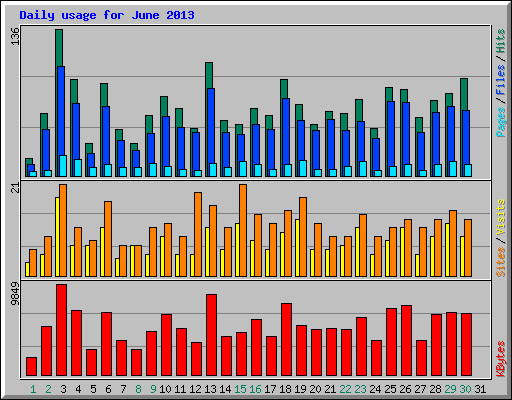 Daily usage for June 2013
136
Pages / Files / Hits
21
Sites / Visits
9849
KBytes
1 2 3 4 5 6 7 8 9 10 11 12 13 14 15 16 17 18 19 20 21 22 23 24 25 26 27 28 29 30 31